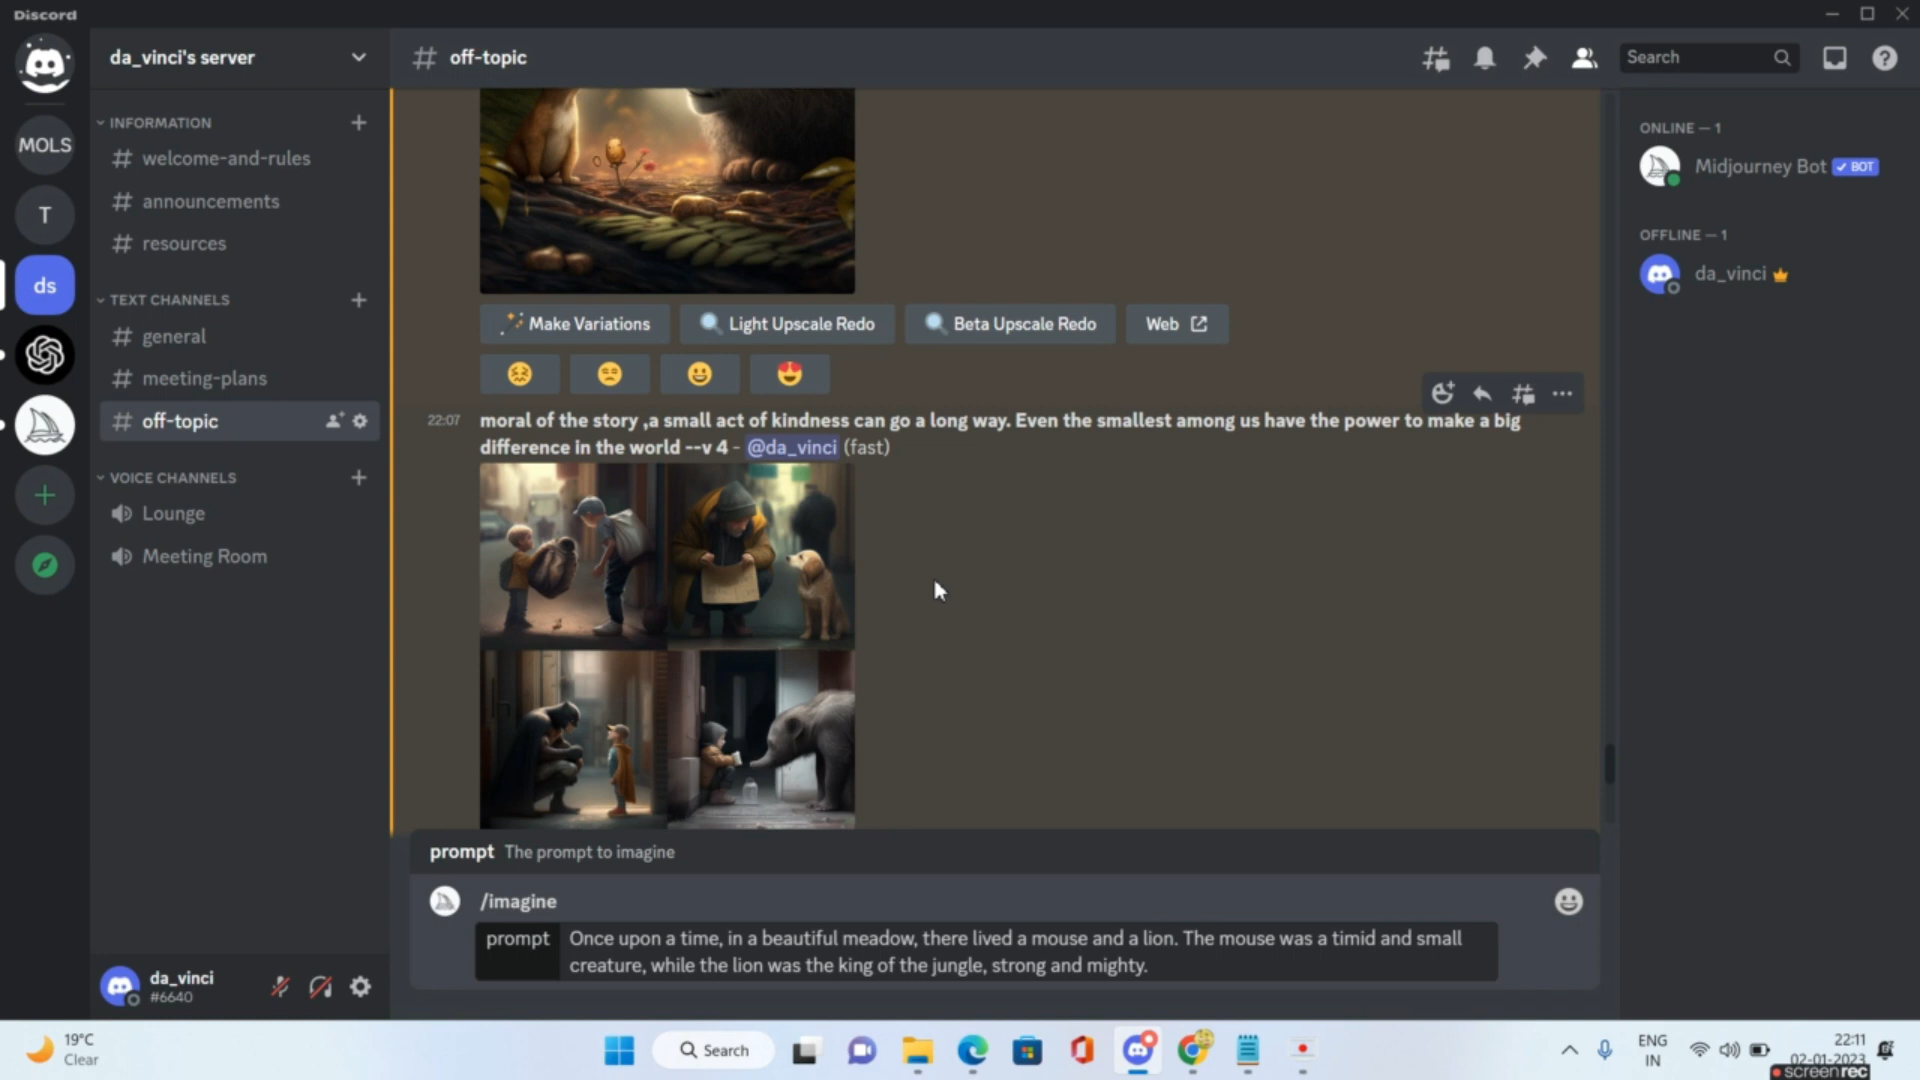 Discord
da_vinci's server
# off-topic
Search
MOLS
T
ds
INFORMATION
# welcome-and-rules
# announcements
# resources
TEXT CHANNELS
# general
# meeting-plans
# off-topic
VOICE CHANNELS
Lounge
Meeting Room
da_vinci
#6640
Make Variations
Light Upscale Redo
Beta Upscale Redo
Web
22:07
moral of the story ,a small act of kindness can go a long way. Even the smallest among us have the power to make a big
difference in the world --v 4 - @da_vinci (fast)
prompt The prompt to imagine
/imagine
prompt Once upon a time, in a beautiful meadow, there lived a mouse and a lion. The mouse was a timid and small
creature, while the lion was the king of the jungle, strong and mighty.
ONLINE — 1
Midjourney Bot BOT
OFFLINE — 1
da_vinci
19°C
Clear
Search
ENG
IN
22:11
02-01-2023
screenrec